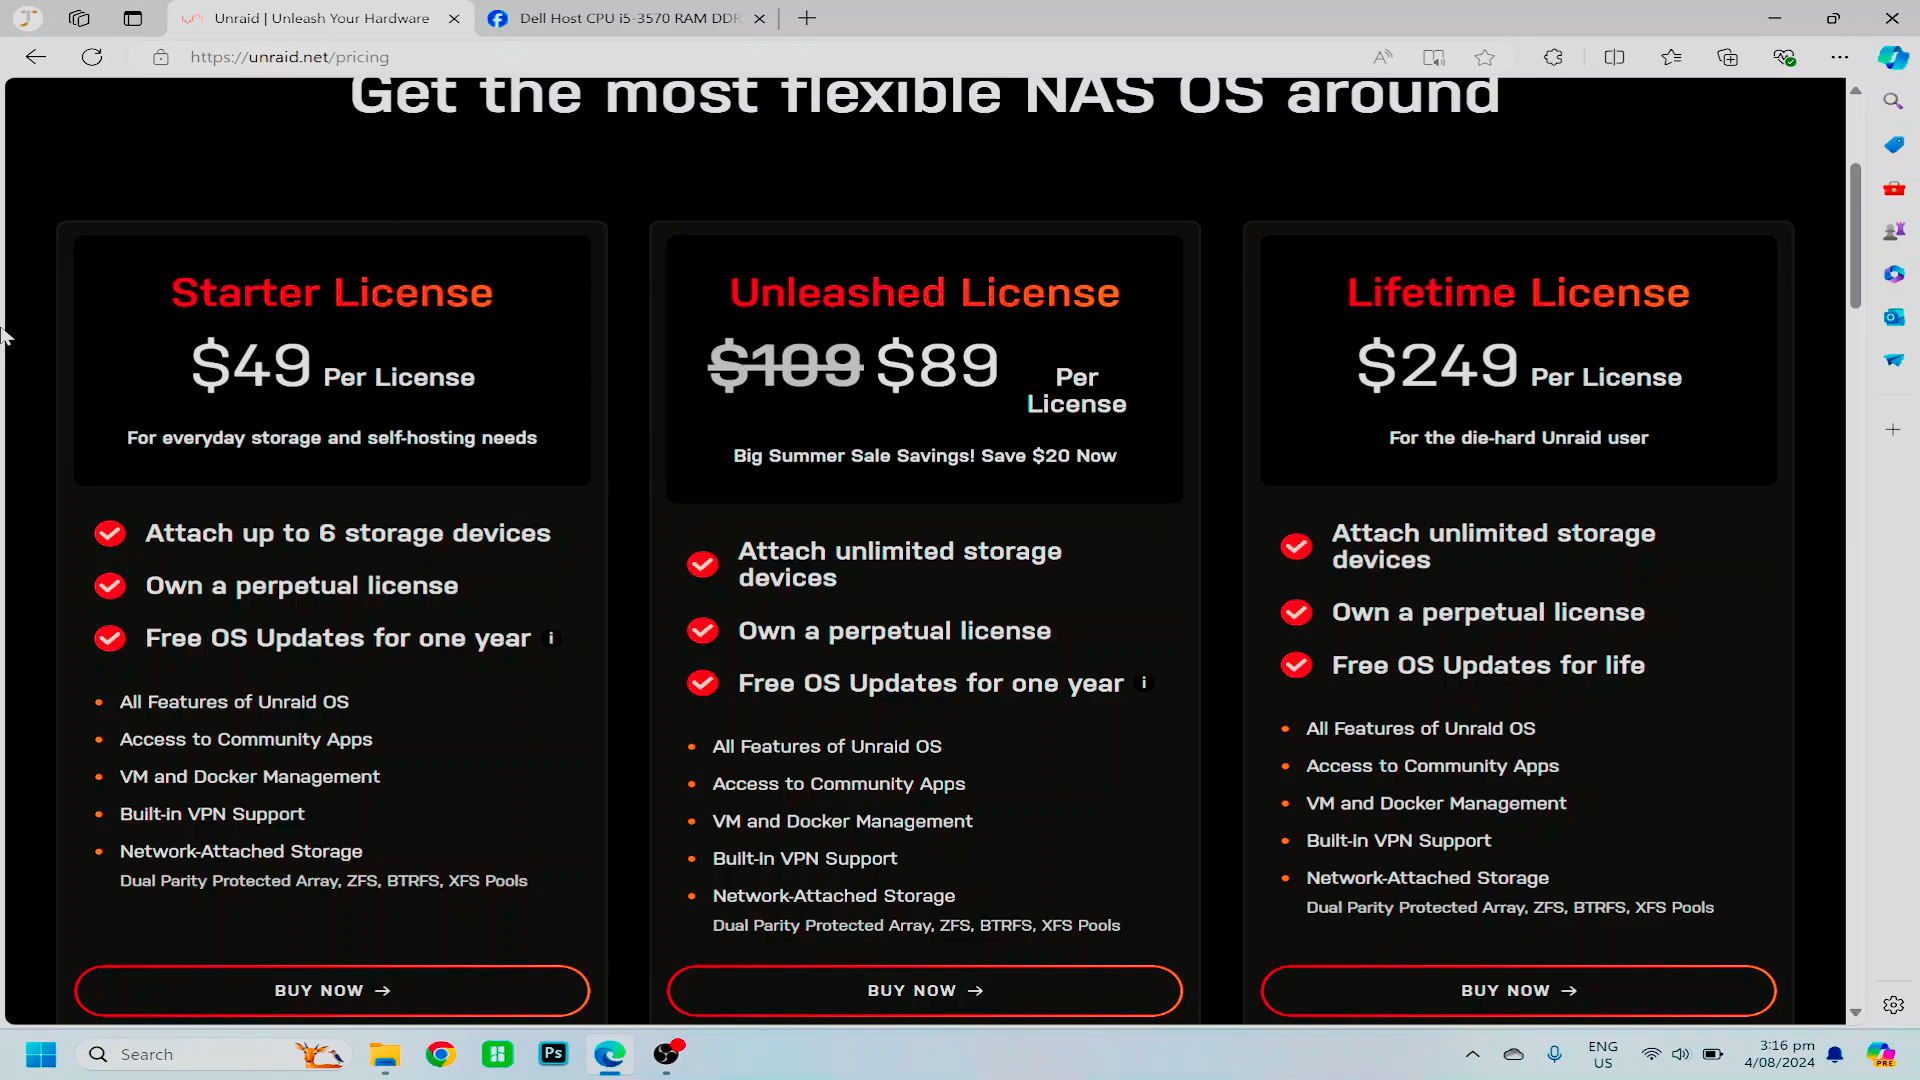 Unraid | Unleash Your Hardware
Dell Host CPU i5-3570 RAM DDR
https://unraid.net/pricing
Get the most flexible NAS OS around
Starter License
$49 Per License
For everyday storage and self-hosting needs
Attach up to 6 storage devices
Own a perpetual license
Free OS Updates for one year i
All Features of Unraid OS
Access to Community Apps
VM and Docker Management
Built-in VPN Support
Network-Attached Storage
Dual Parity Protected Array, ZFS, BTRFS, XFS Pools
BUY NOW →
Unleashed License
$109 $89 Per
License
Big Summer Sale Savings! Save $20 Now
Attach unlimited storage
devices
Own a perpetual license
Free OS Updates for one year i
All Features of Unraid OS
Access to Community Apps
VM and Docker Management
Built-in VPN Support
Network-Attached Storage
Dual Parity Protected Array, ZFS, BTRFS, XFS Pools
BUY NOW →
Lifetime License
$249 Per License
For the die-hard Unraid user
Attach unlimited storage
devices
Own a perpetual license
Free OS Updates for life
All Features of Unraid OS
Access to Community Apps
VM and Docker Management
Built-in VPN Support
Network-Attached Storage
Dual Parity Protected Array, ZFS, BTRFS, XFS Pools
BUY NOW →
Search
Ps
ENG
US
3:16 pm
4/08/2024
PRE